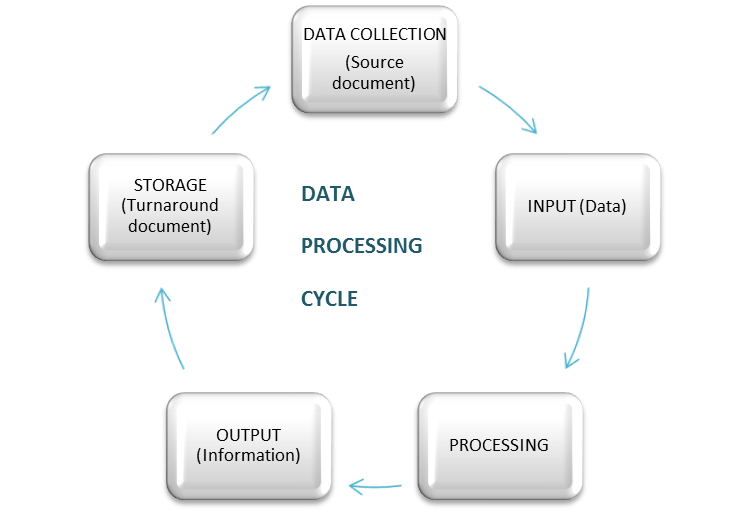 DATA COLLECTION
(Source
document)
INPUT (Data)
PROCESSING
OUTPUT
(Information)
STORAGE
(Turnaround
document)
DATA
PROCESSING
CYCLE